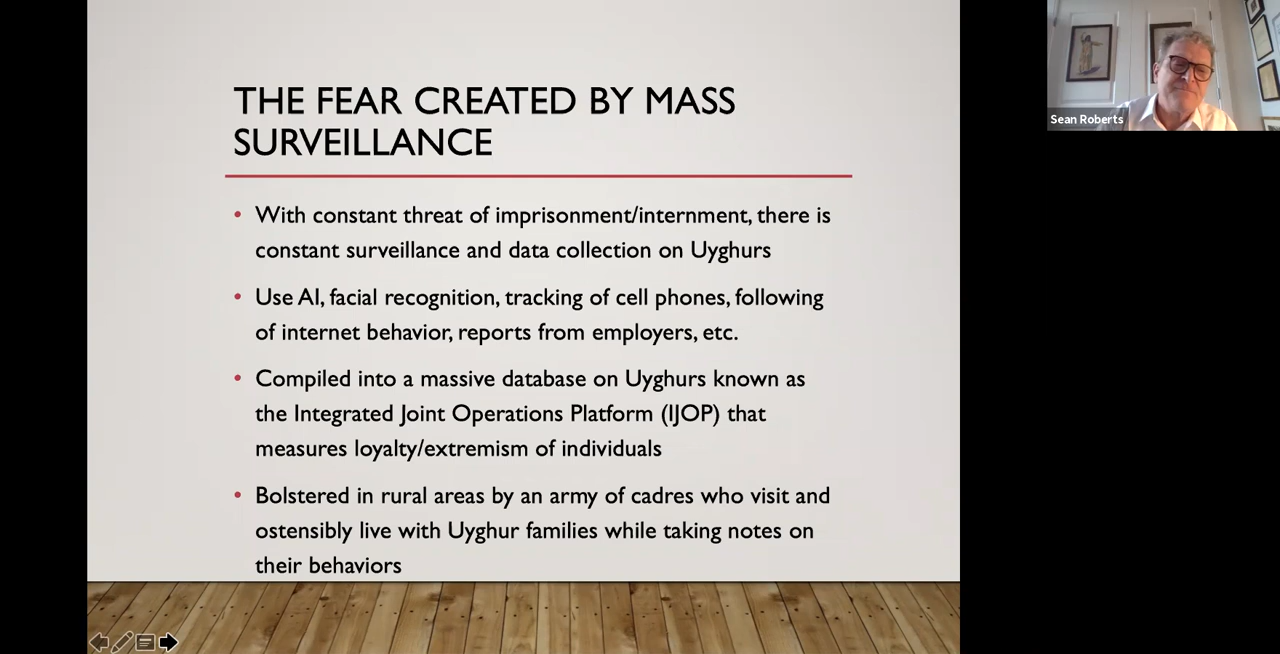 THE FEAR CREATED BY MASS
SURVEILLANCE
• With constant threat of imprisonment/internment, there is
constant surveillance and data collection on Uyghurs
• Use AI, facial recognition, tracking of cell phones, following
of internet behavior, reports from employers, etc.
• Compiled into a massive database on Uyghurs known as
the Integrated Joint Operations Platform (IJOP) that
measures loyalty/extremism of individuals
• Bolstered in rural areas by an army of cadres who visit and
ostensibly live with Uyghur families while taking notes on
their behaviors
Sean Roberts